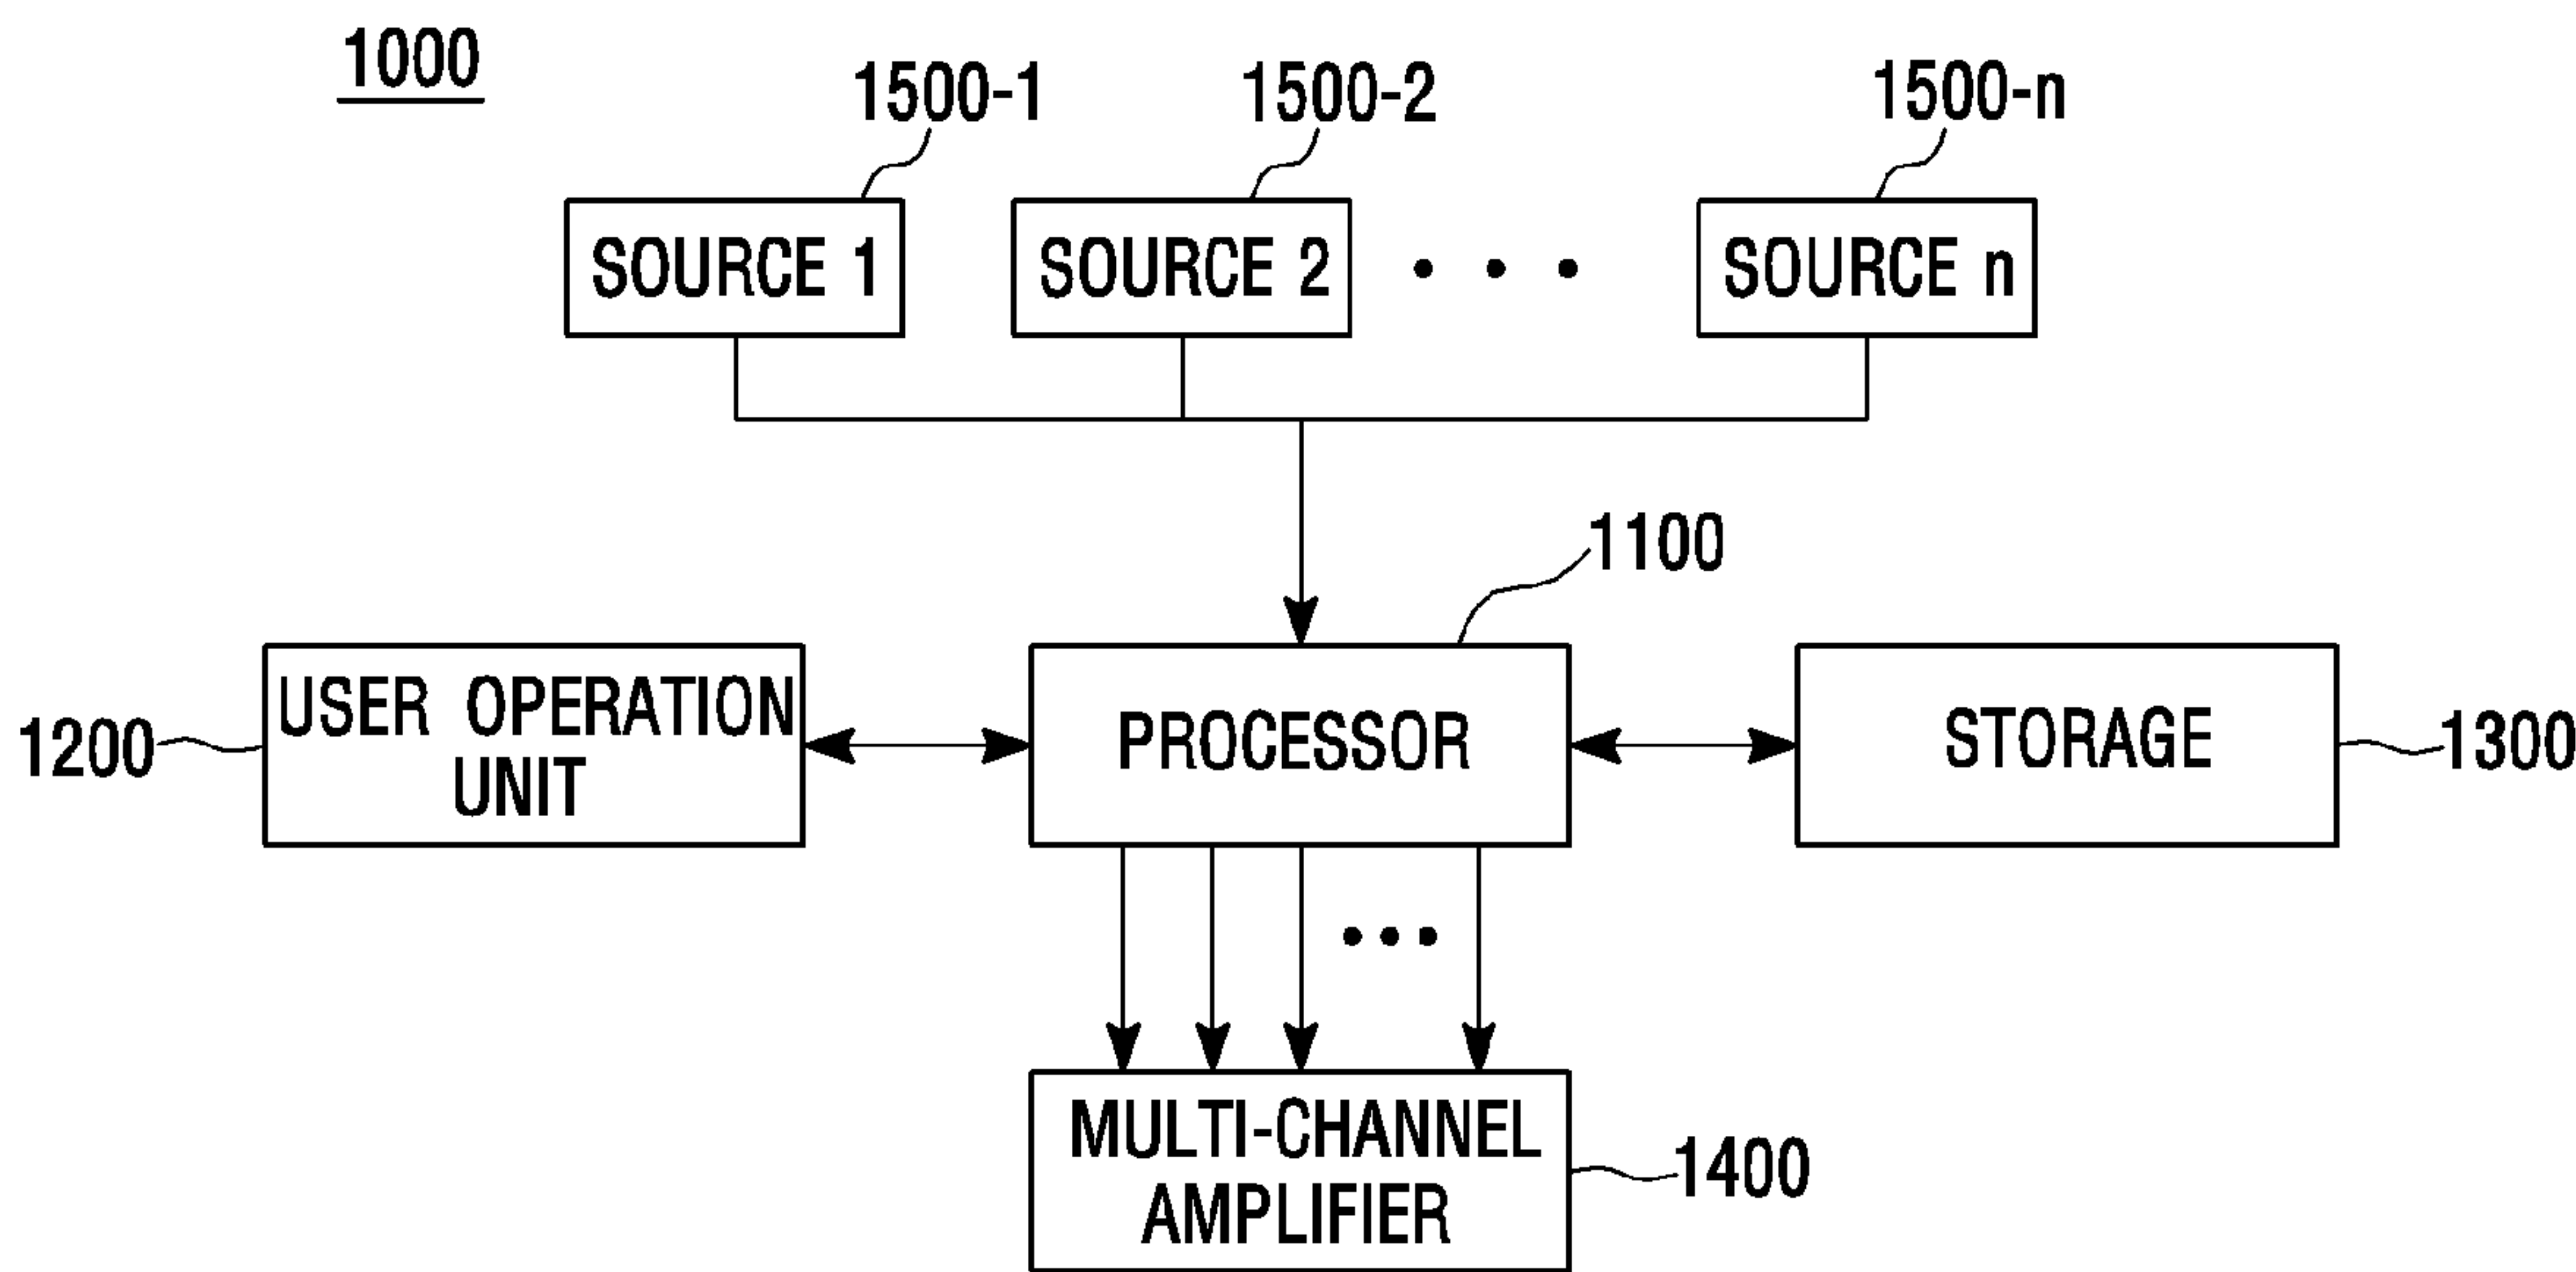 1000
1500-1
1500-2
1500-n
SOURCE 1
SOURCE 2
SOURCE n
1100
USER OPERATION
UNIT
1200
PROCESSOR
STORAGE
1300
MULTI-CHANNEL
AMPLIFIER
1400